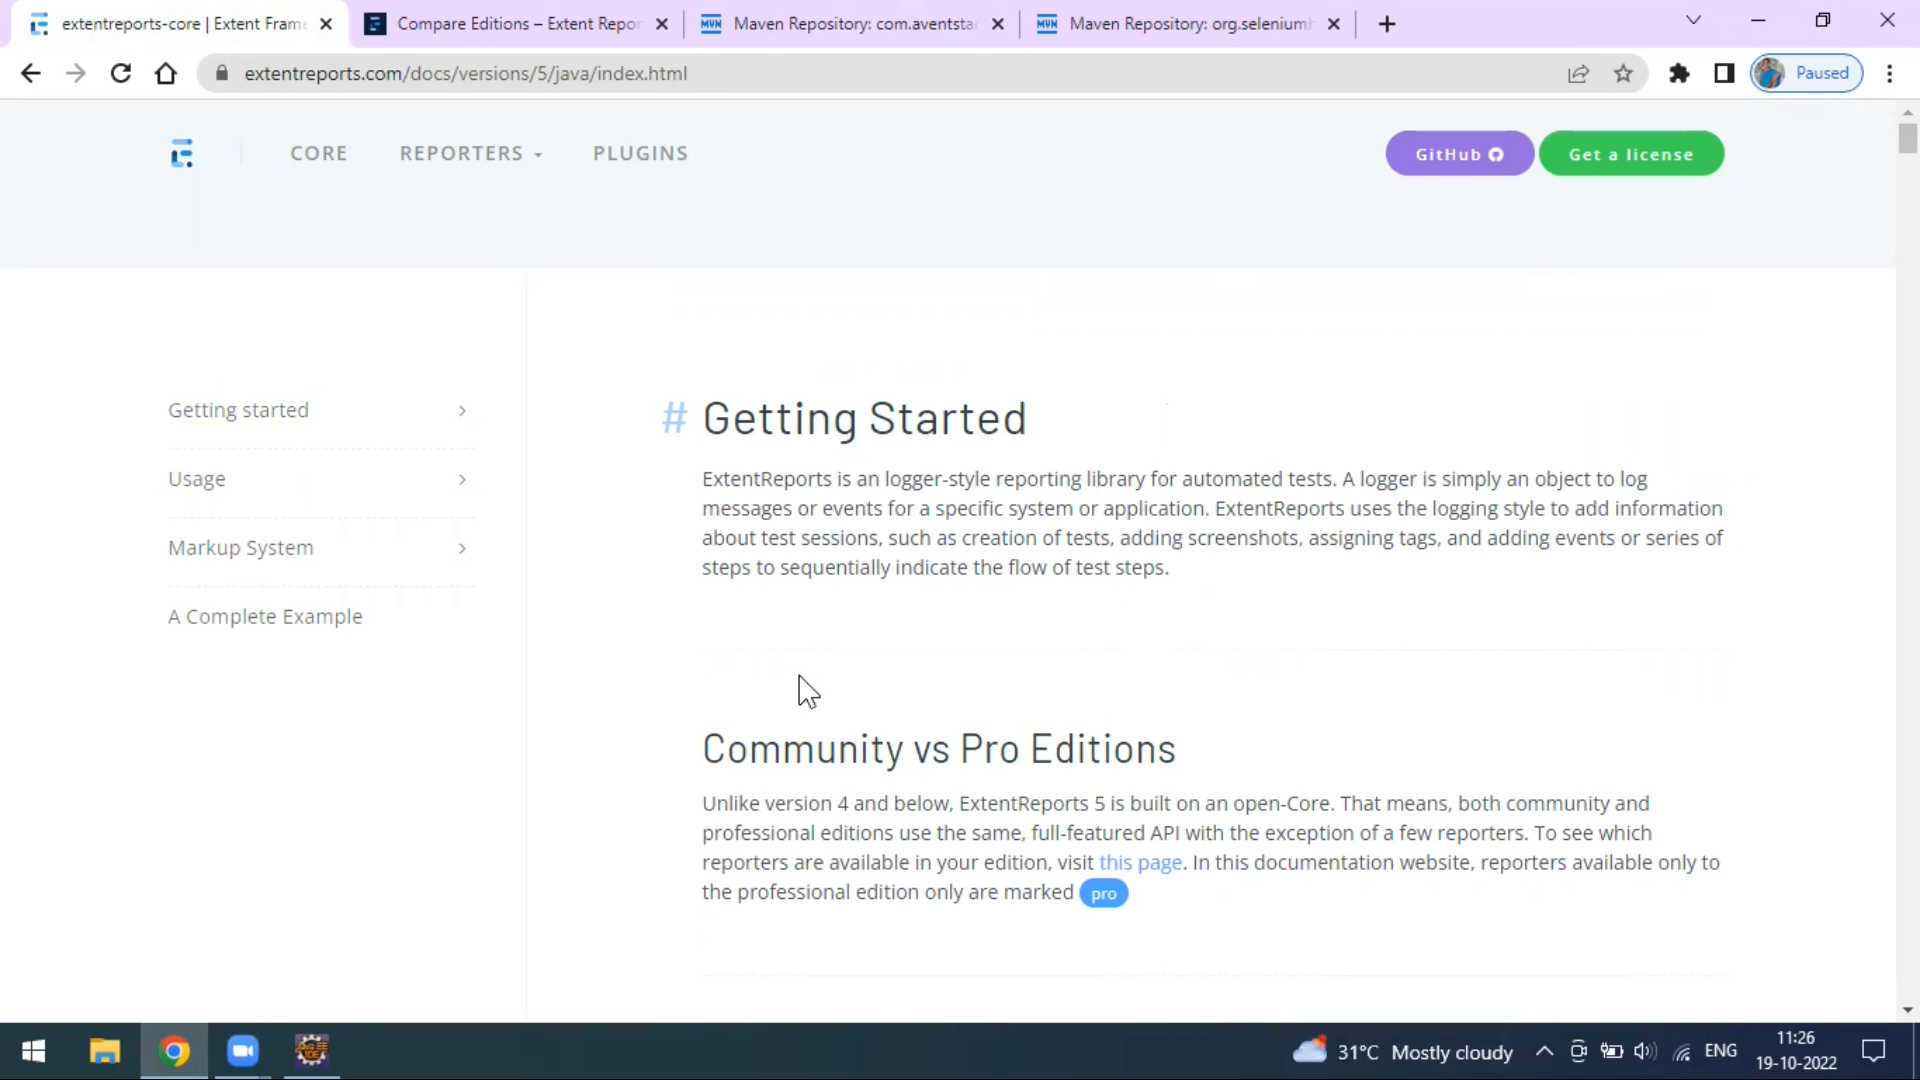 extentreports-core | Extent Frame
Compare Editions – Extent Repor
Maven Repository: com.aventsta
Maven Repository: org.seleniumh
extentreports.com/docs/versions/5/java/index.html
Paused
CORE
REPORTERS
PLUGINS
GitHub
Get a license
Getting started
Usage
Markup System
A Complete Example
# Getting Started
ExtentReports is an logger-style reporting library for automated tests. A logger is simply an object to log
messages or events for a specific system or application. ExtentReports uses the logging style to add information
about test sessions, such as creation of tests, adding screenshots, assigning tags, and adding events or series of
steps to sequentially indicate the flow of test steps.
Community vs Pro Editions
Unlike version 4 and below, ExtentReports 5 is built on an open-Core. That means, both community and
professional editions use the same, full-featured API with the exception of a few reporters. To see which
reporters are available in your edition, visit this page. In this documentation website, reporters available only to
the professional edition only are marked pro
31°C Mostly cloudy
ENG
11:26
19-10-2022